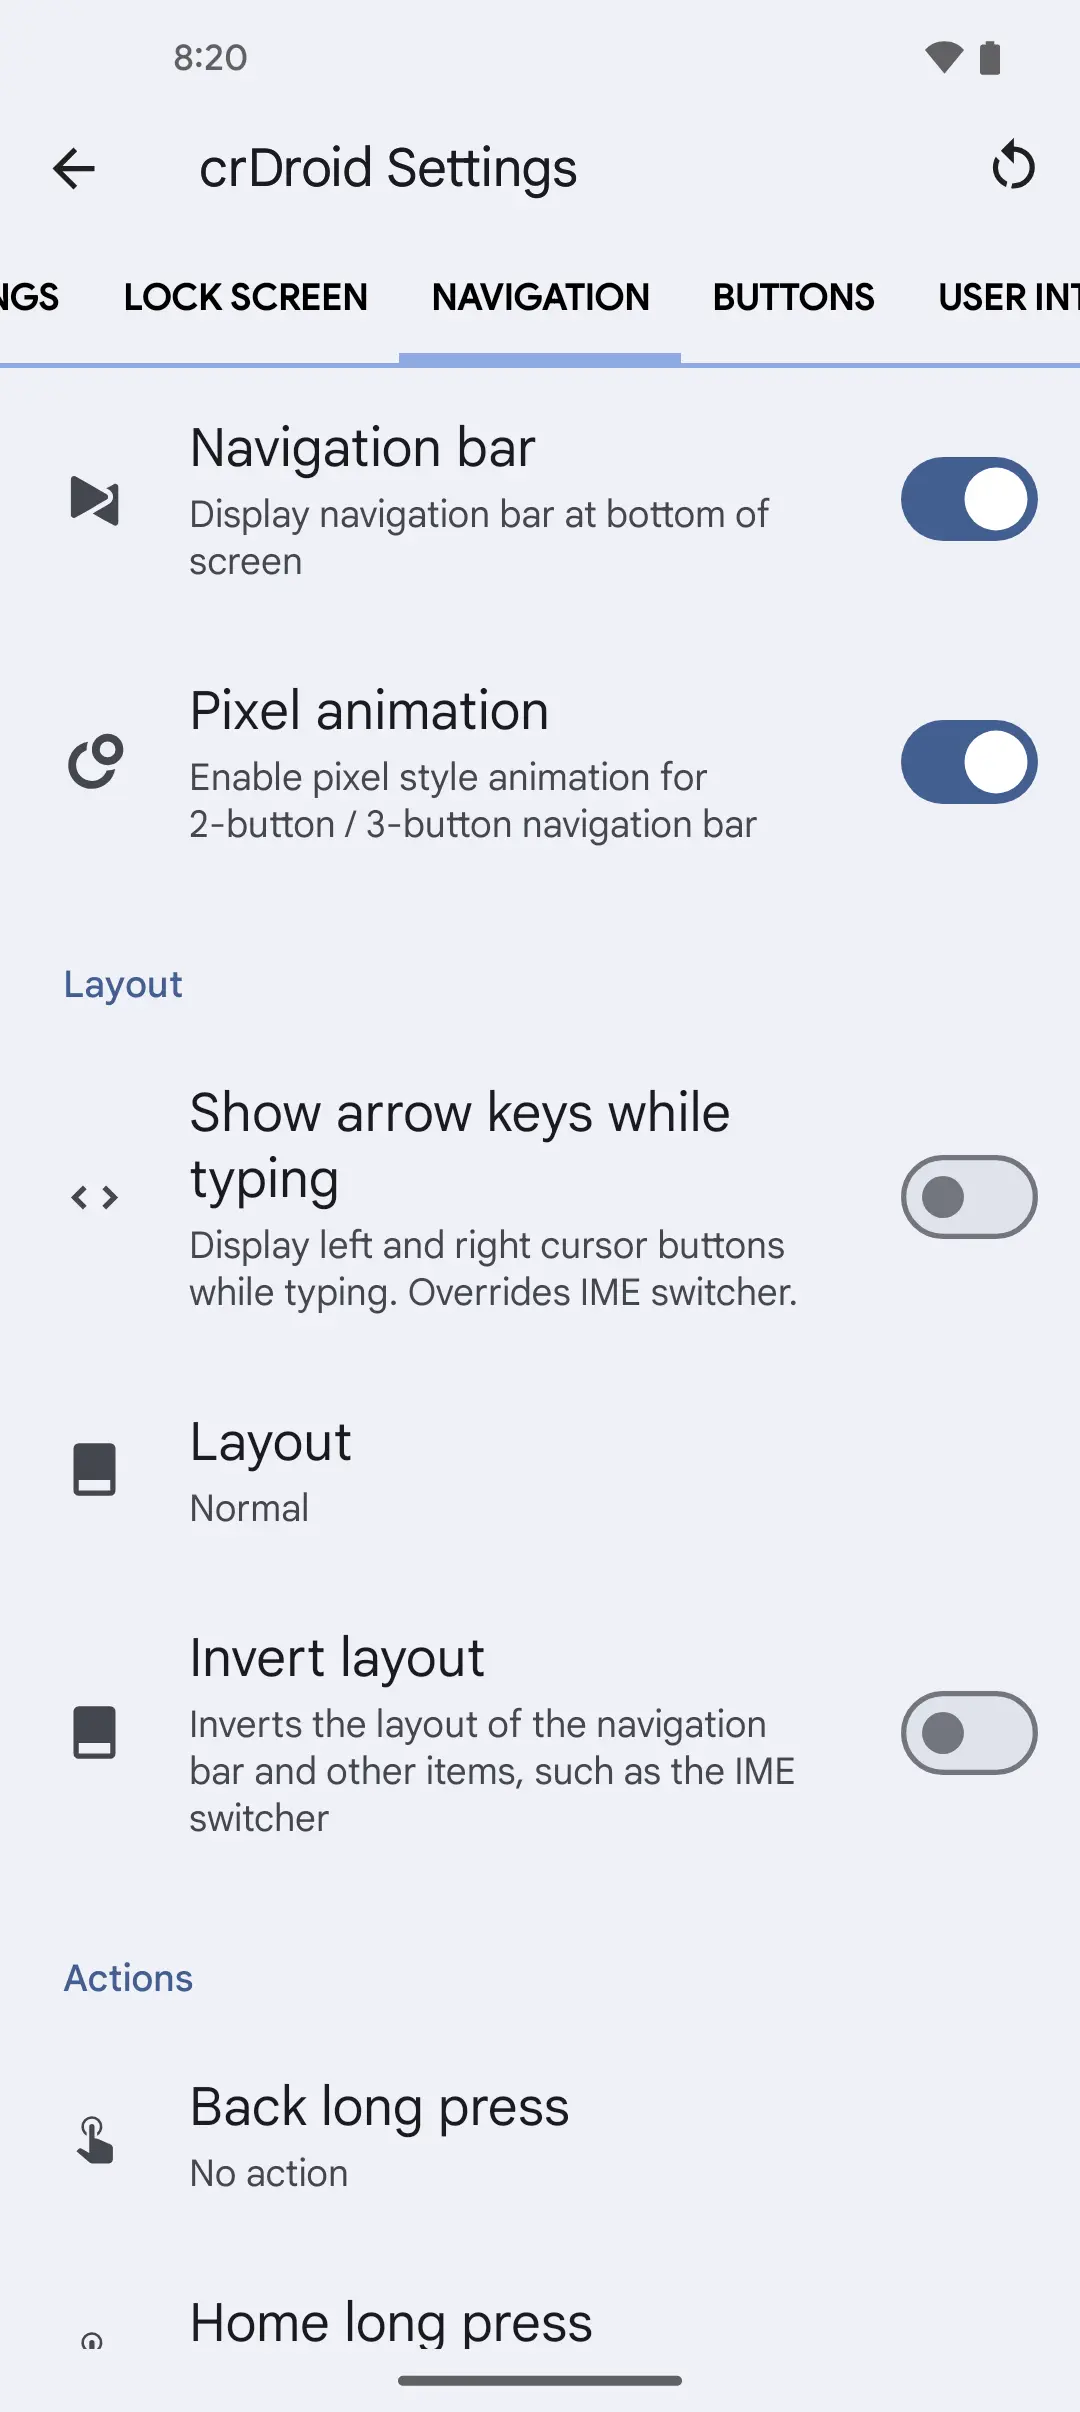 8:20
crDroid Settings
NGS LOCK SCREEN NAVIGATION BUTTONS USER INT
Navigation bar
Display navigation bar at bottom of
screen
Pixel animation
Enable pixel style animation for
2-button / 3-button navigation bar
Layout
Show arrow keys while
typing
Display left and right cursor buttons
while typing. Overrides IME switcher.
Layout
Normal
Invert layout
Inverts the layout of the navigation
bar and other items, such as the IME
switcher
Actions
Back long press
No action
Home long press